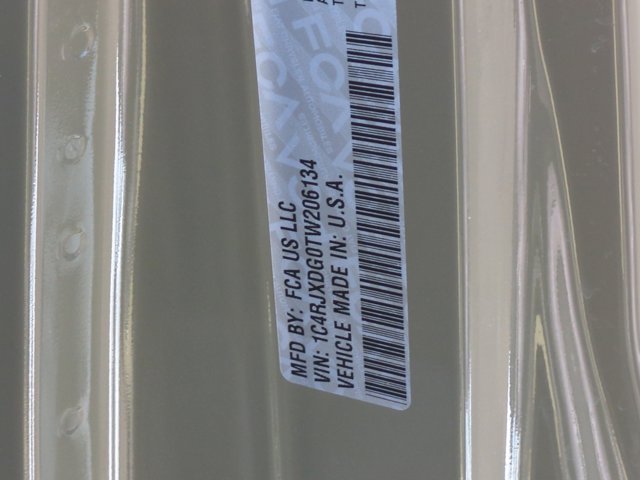 MFD BY: FCA US LLC
VIN: 1C4RJXDG0TW206134
VEHICLE MADE IN: U.S.A.